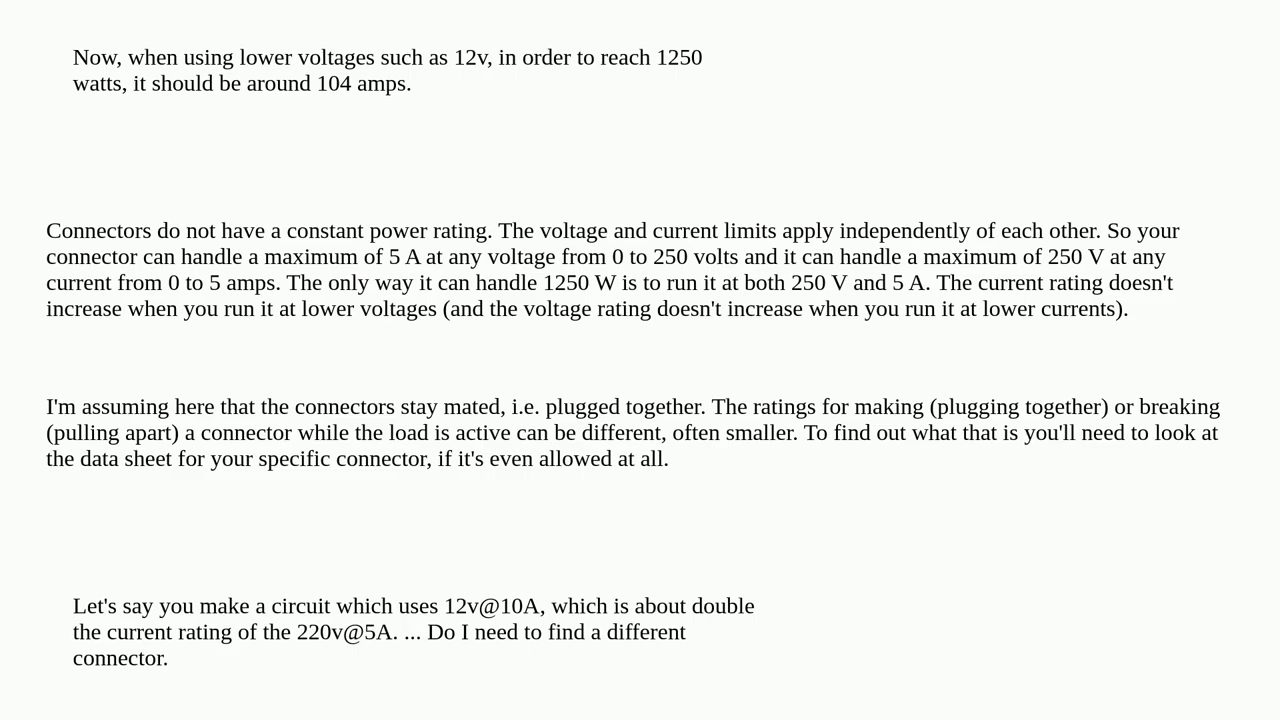 Now, when using lower voltages such as 12v, in order to reach 1250
watts, it should be around 104 amps.
Connectors do not have a constant power rating. The voltage and current limits apply independently of each other. So your
connector can handle a maximum of 5 A at any voltage from 0 to 250 volts and it can handle a maximum of 250 V at any
current from 0 to 5 amps. The only way it can handle 1250 W is to run it at both 250 V and 5 A. The current rating doesn't
increase when you run it at lower voltages (and the voltage rating doesn't increase when you run it at lower currents).
I'm assuming here that the connectors stay mated, i.e. plugged together. The ratings for making (plugging together) or breaking
(pulling apart) a connector while the load is active can be different, often smaller. To find out what that is you'll need to look at
the data sheet for your specific connector, if it's even allowed at all.
Let's say you make a circuit which uses 12v@10A, which is about double
the current rating of the 220v@5A. ... Do I need to find a different
connector.